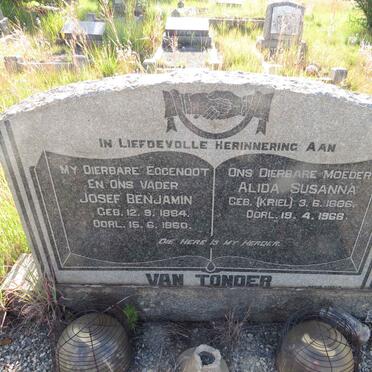 IN LIEFDEVOLLE HERINNERING AAN
MY DIERBARE EGGENOOT
EN ONS VADER
JOSEF BENJAMIN
GEB. 12. 9. 1884.
OORL. 15. 6. 1960.
ONS DIERBARE MOEDER
ALIDA SUSANNA
GEB. (KRIEL) 3. 6. 1886.
OORL. 19. 4. 1968.
DIE HERE IS MY HERDER.
VAN TONDER